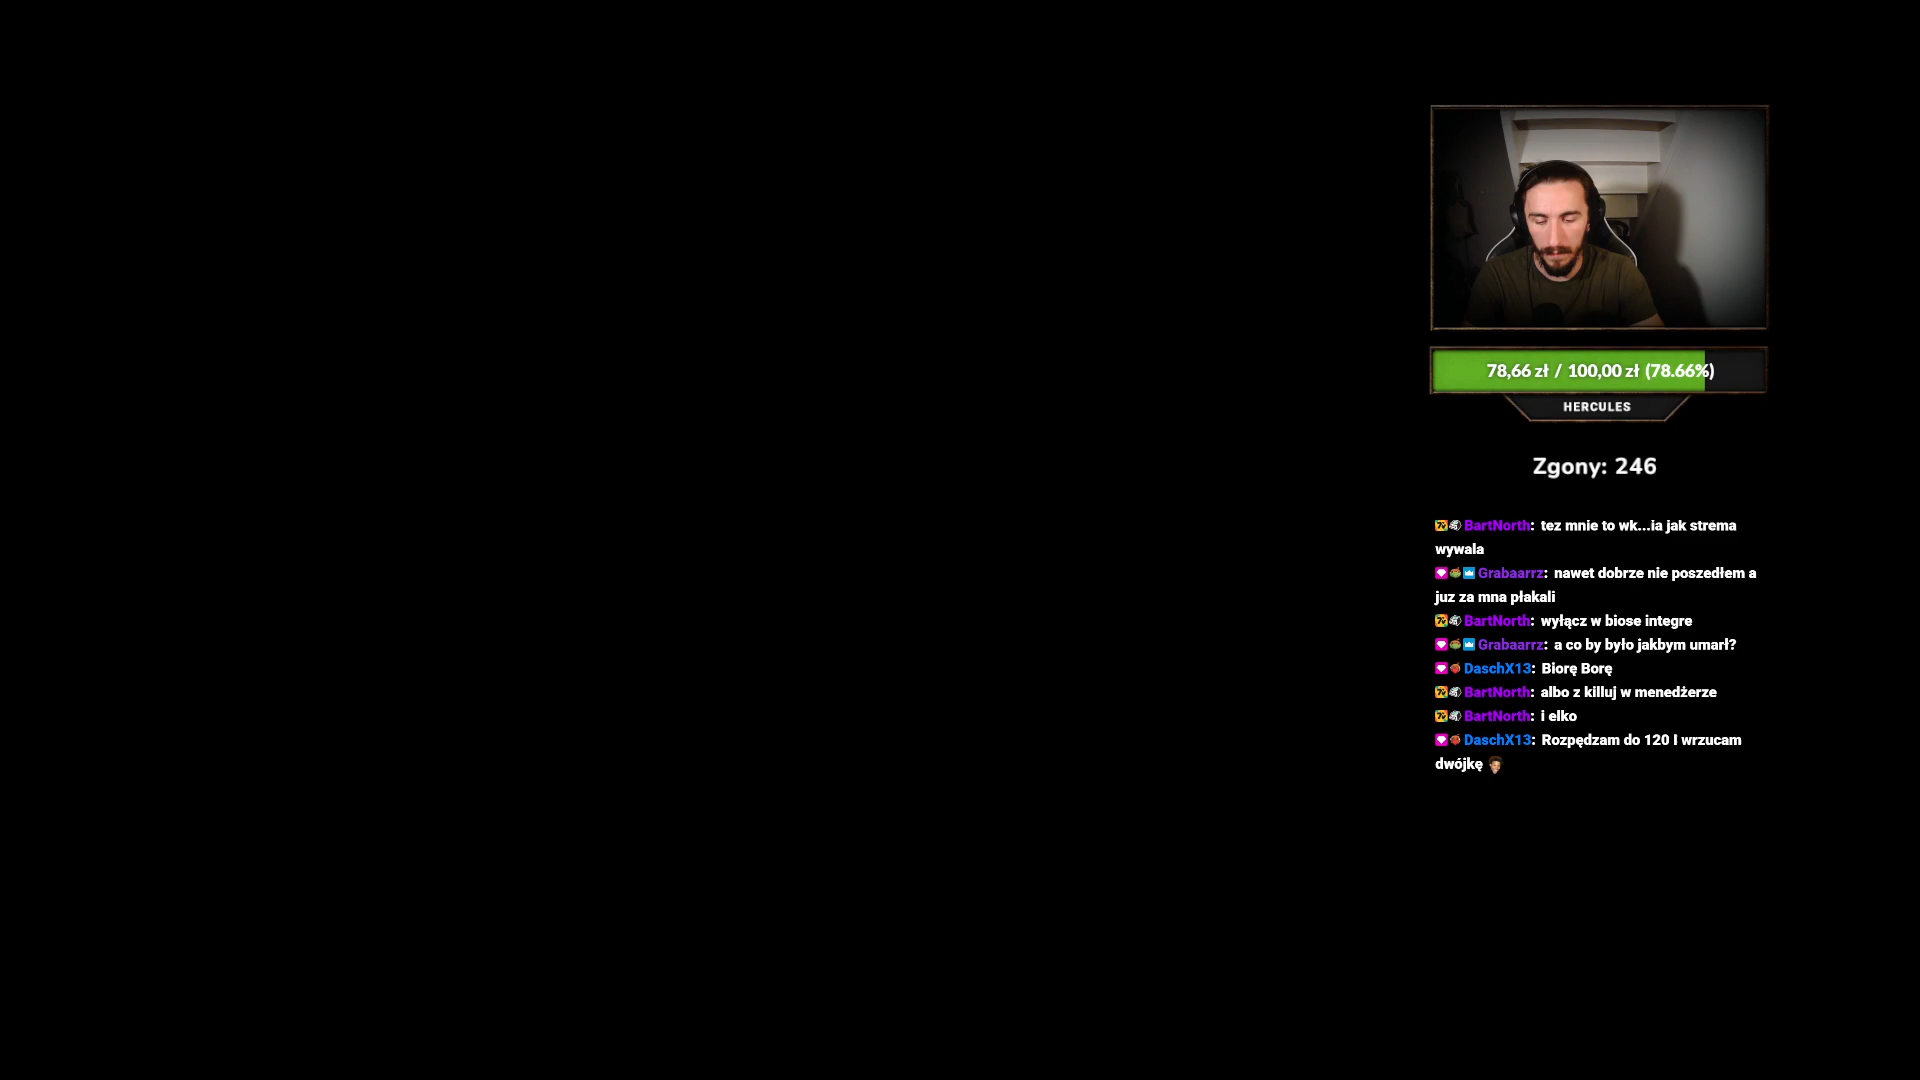 78,66 zł / 100,00 zł (78.66%)
HERCULES
Zgony: 246
BartNorth: tez mnie to wk...ia jak strema
wywala
Grabaarrz: nawet dobrze nie poszedłem a
juz za mna płakali
BartNorth: wyłącz w biose integre
Grabaarrz: a co by było jakbym umarł?
DaschX13: Biorę Borę
BartNorth: albo z killuj w menedżerze
BartNorth: i elko
DaschX13: Rozpędzam do 120 I wrzucam
dwójkę